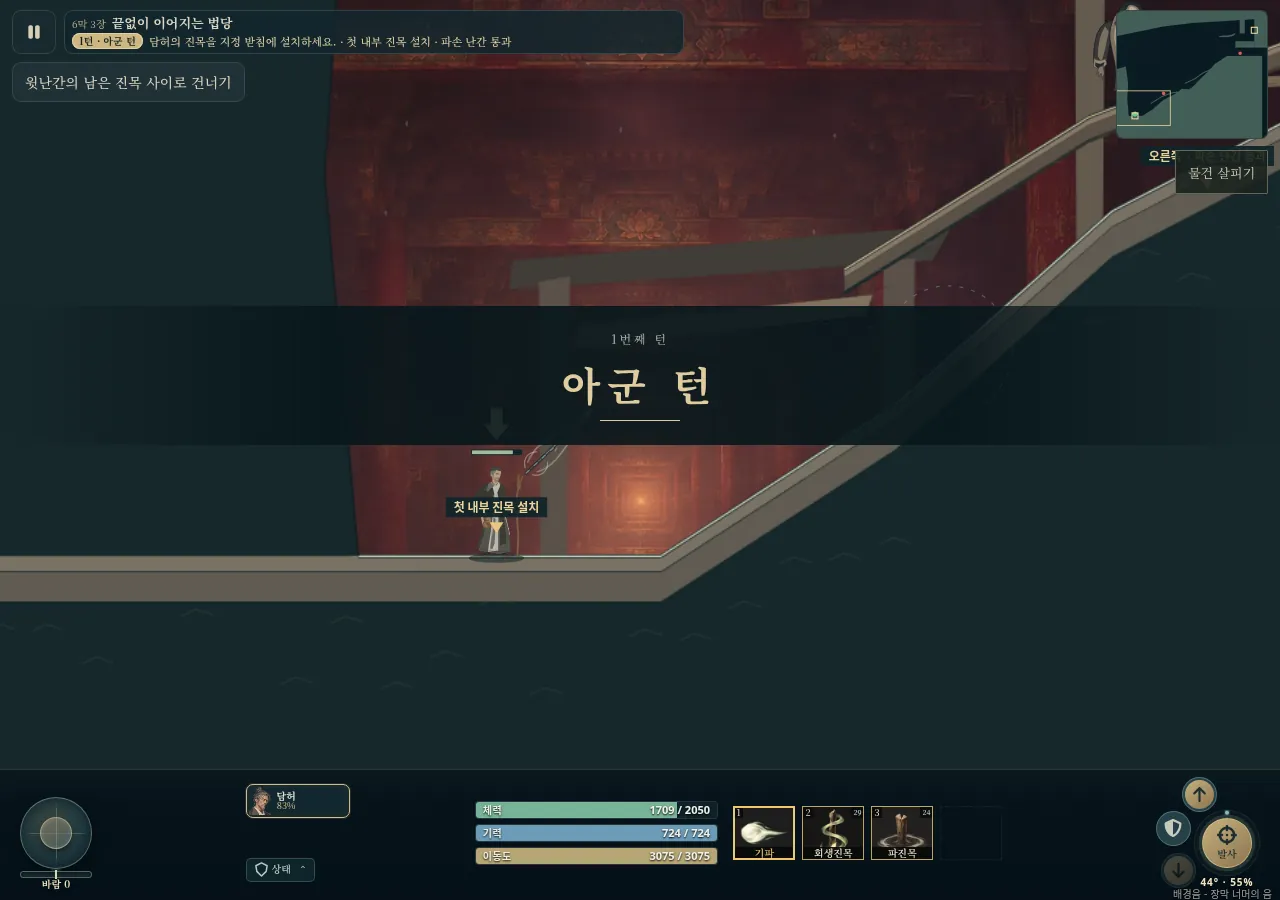 6막 3장 끝없이 이어지는 법당
1턴 · 아군 턴 담허의 진목을 지정 받침에 설치하세요. · 첫 내부 진목 설치 · 파손 난간 통과
윗난간의 남은 진목 사이로 건너기
오른쪽
물건 살피기
1번째 턴
아군 턴
첫 내부 진목 설치
담허
83%
체력 1709 / 2050
기력 724 / 724
이동도 3075 / 3075
1 기파
2 29 회생진목
3 24 파진목
상태
바람 0
발사
44° · 55%
배경음 - 장막 너머의 음